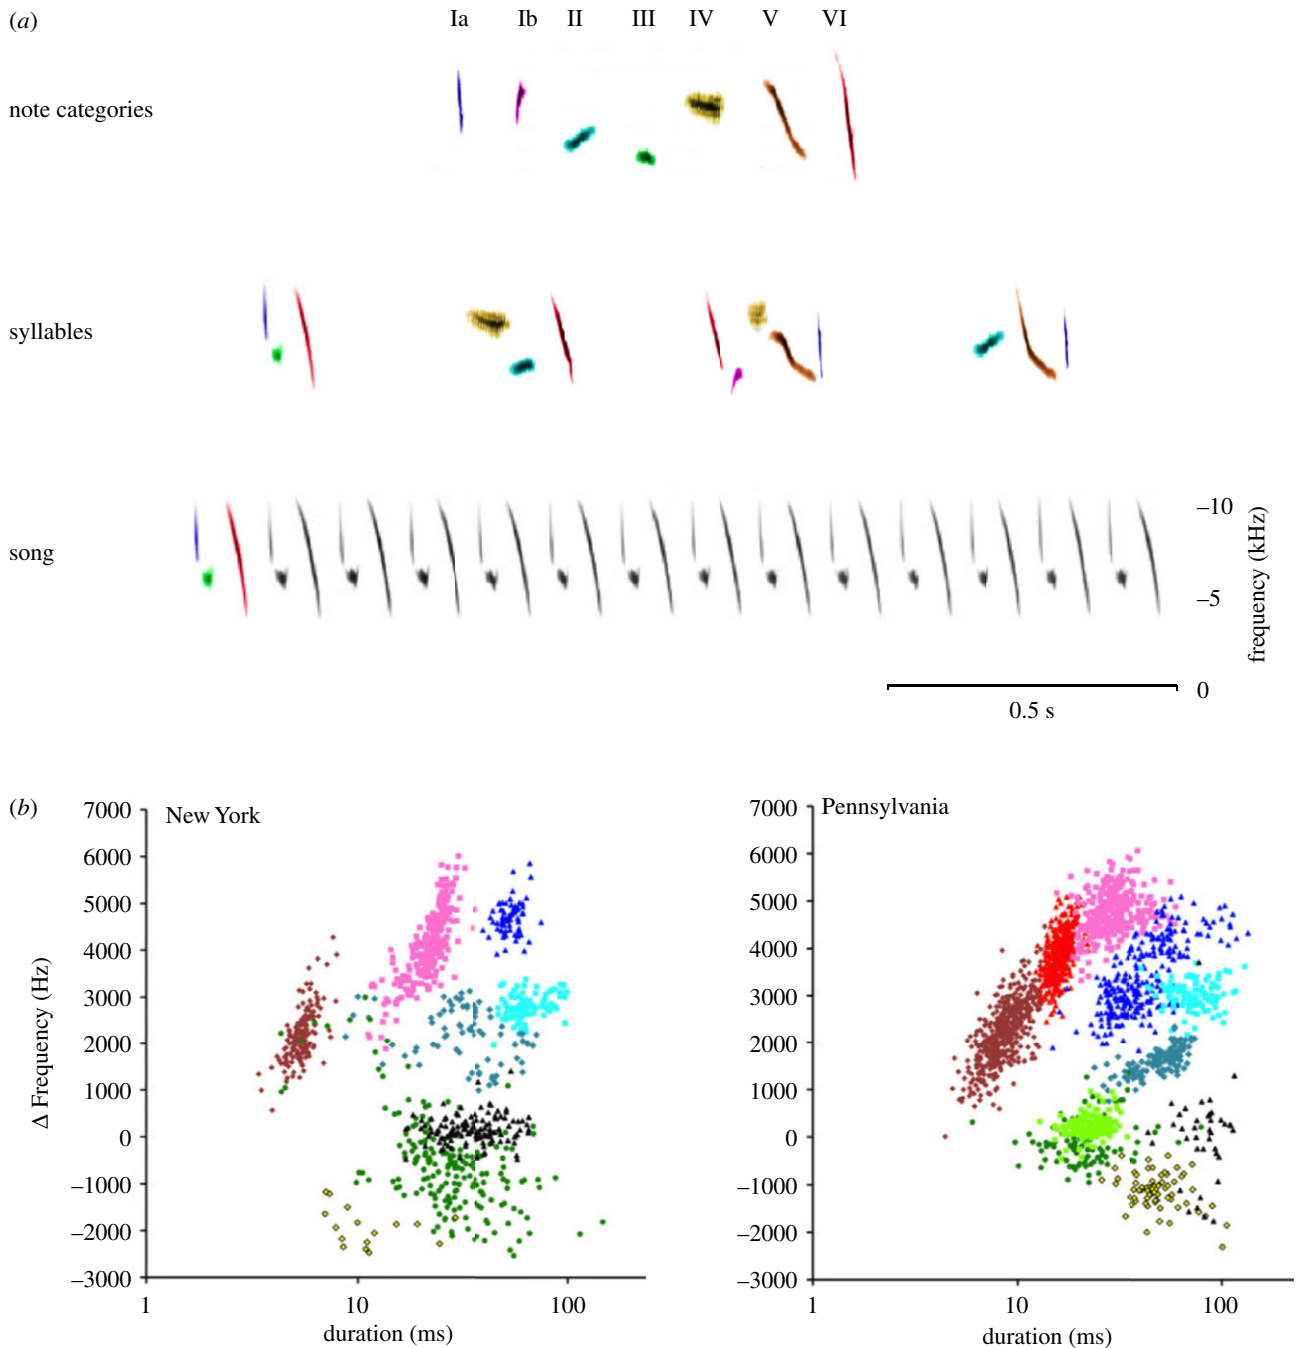 (a) Ia Ib II III IV V VI
note categories
syllables
song
–10
–5
0
frequency (kHz)
0.5 s
(b)
New York
7000
6000
5000
4000
3000
2000
1000
0
–1000
–2000
–3000
Δ Frequency (Hz)
1 10 100
duration (ms)
Pennsylvania
7000
6000
5000
4000
3000
2000
1000
0
–1000
–2000
–3000
1 10 100
duration (ms)